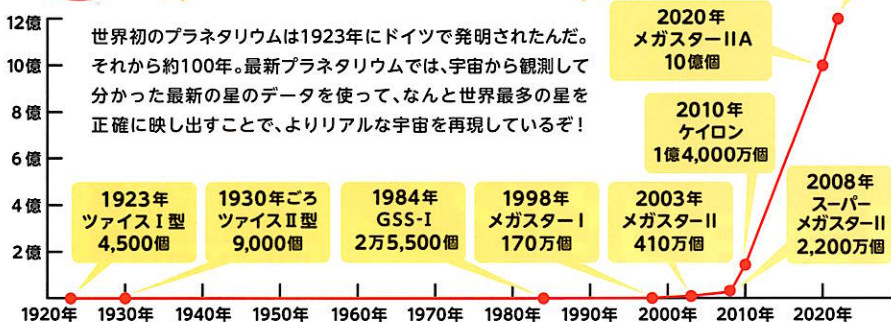 世界初のプラネタリウムは1923年にドイツで発明されたんだ。
それから約100年。最新プラネタリウムでは、宇宙から観測して
分かった最新の星のデータを使って、なんと世界最多の星を
正確に映し出すことで、よりリアルな宇宙を再現しているぞ！
12億
10億
8億
6億
4億
2億
1923年
ツァイスⅠ型
4,500個
1930年ごろ
ツァイスⅡ型
9,000個
1984年
GSS-I
2万5,500個
1998年
メガスターⅠ
170万個
2003年
メガスターⅡ
410万個
2008年
スーパー
メガスターⅡ
2,200万個
2010年
ケイロン
1億4,000万個
2020年
メガスターⅡA
10億個
1920年 1930年 1940年 1950年 1960年 1970年 1980年 1990年 2000年 2010年 2020年